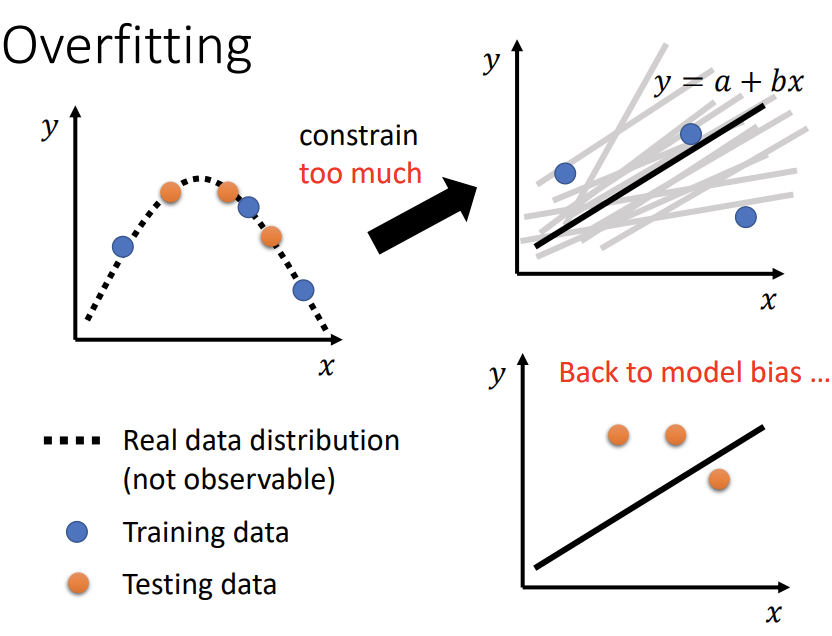 Overfitting
y
constrain
too much
x
y
y = a + bx
x
y
Back to model bias ...
x
Real data distribution
(not observable)
Training data
Testing data